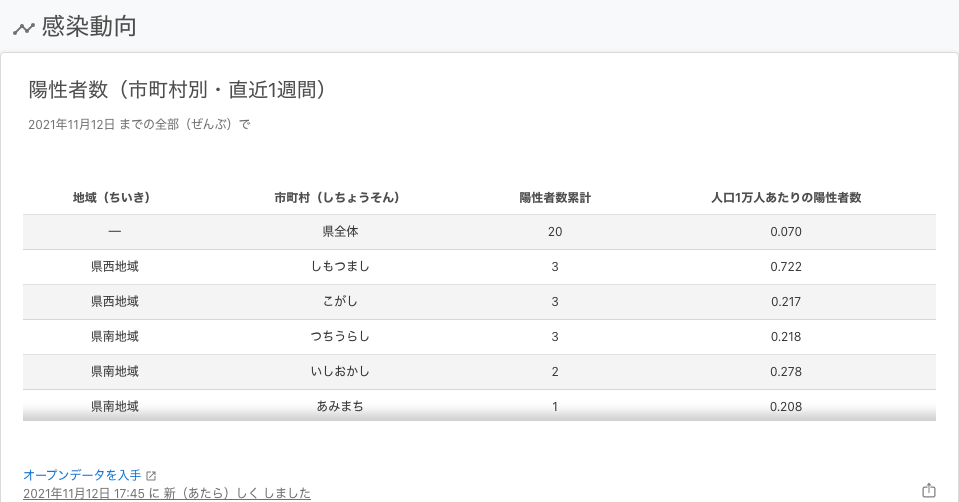 感染動向
陽性者数（市町村別・直近1週間）
2021年11月12日 までの全部（ぜんぶ）で
地域（ちいき） 市町村（しちょうそん） 陽性者数累計 人口1万人あたりの陽性者数
— 県全体 20 0.070
県西地域 しもつまし 3 0.722
県西地域 こがし 3 0.217
県南地域 つちうらし 3 0.218
県南地域 いしおかし 2 0.278
県南地域 あみまち 1 0.208
オープンデータを入手
2021年11月12日 17:45 に 新（あたら）しく しました